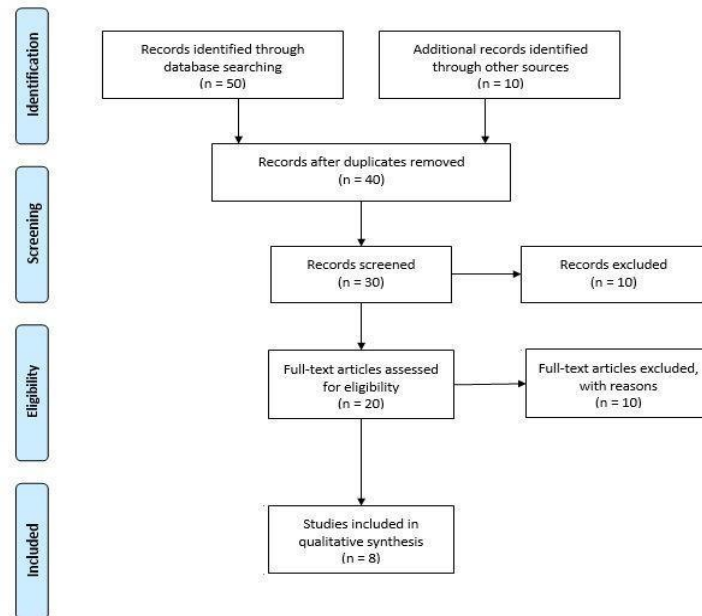 Identification
Records identified through
database searching
(n = 50)
Additional records identified
through other sources
(n = 10)
Records after duplicates removed
(n = 40)
Screening
Records screened
(n = 30)
Records excluded
(n = 10)
Eligibility
Full-text articles assessed
for eligibility
(n = 20)
Full-text articles excluded,
with reasons
(n = 10)
Included
Studies included in
qualitative synthesis
(n = 8)